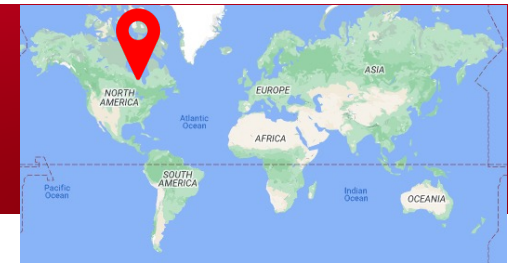 ASIA
EUROPE
NORTH
AMERICA
Atlantic
Ocean
AFRICA
SOUTH
AMERICA
Pacific
Ocean
Indian
Ocean
OCEANIA